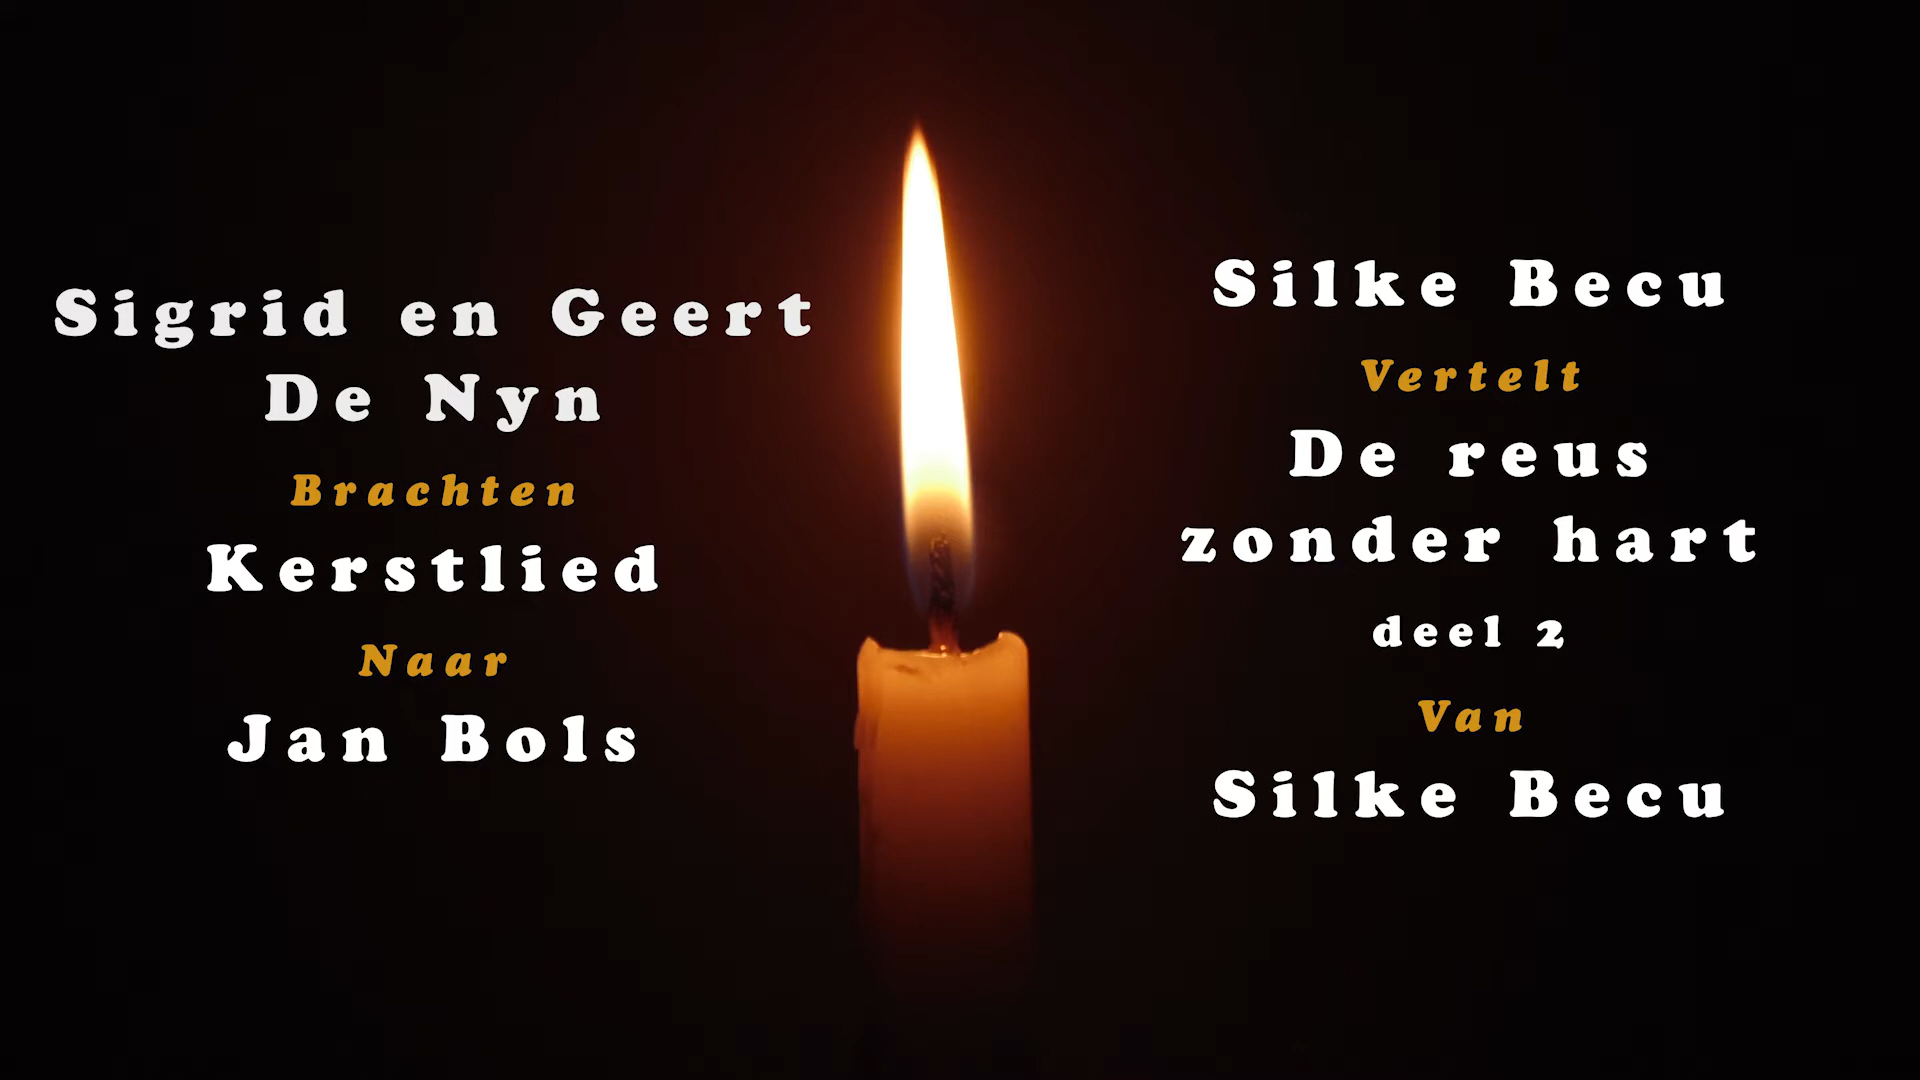 Sigrid en Geert
De Nyn
Brachten
Kerstlied
Naar
Jan Bols
Silke Becu
Vertelt
De reus
zonder hart
deel 2
Van
Silke Becu